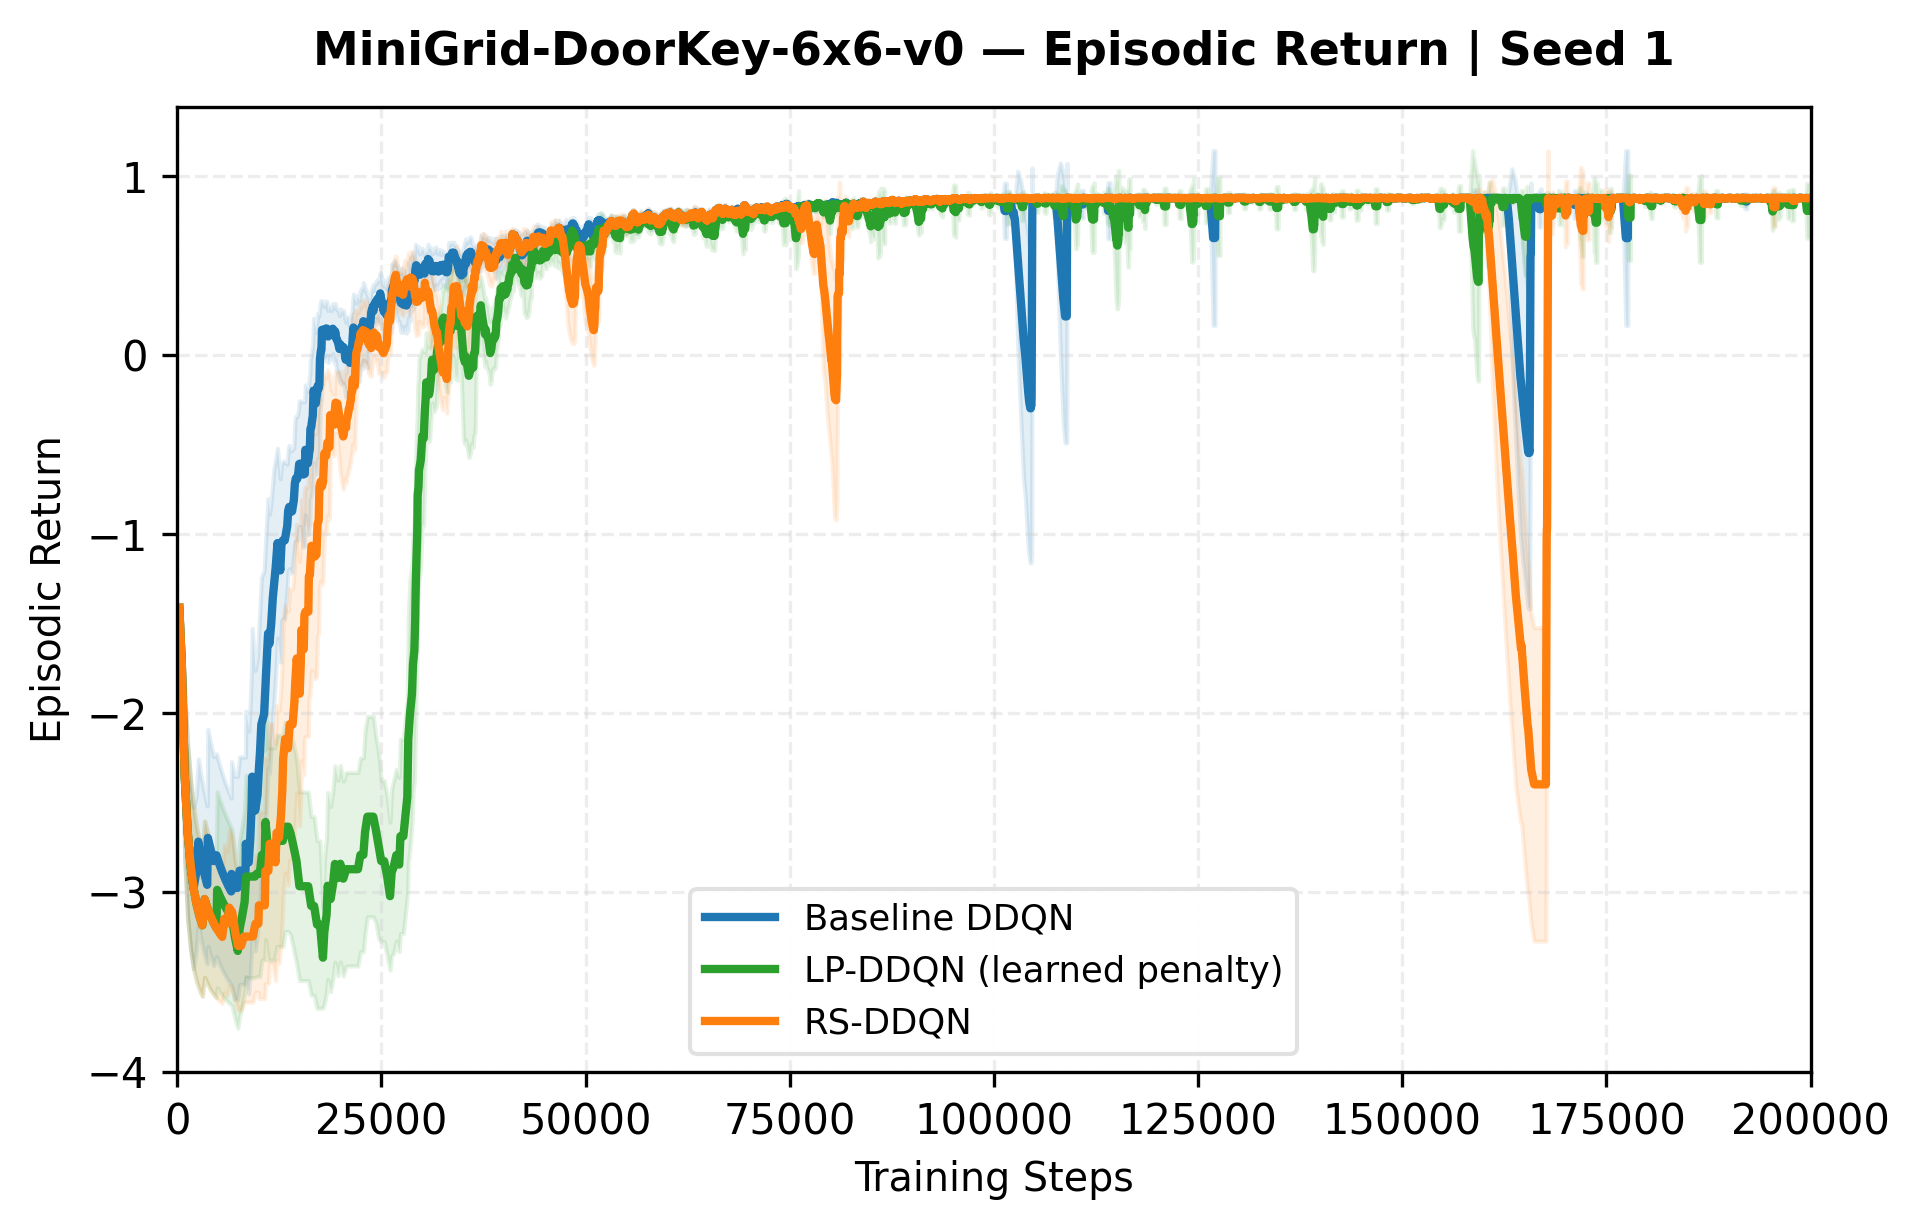 MiniGrid-DoorKey-6x6-v0 — Episodic Return | Seed 1
Episodic Return
1
0
−1
−2
−3
−4
Baseline DDQN
LP-DDQN (learned penalty)
RS-DDQN
0 25000 50000 75000 100000 125000 150000 175000 200000
Training Steps